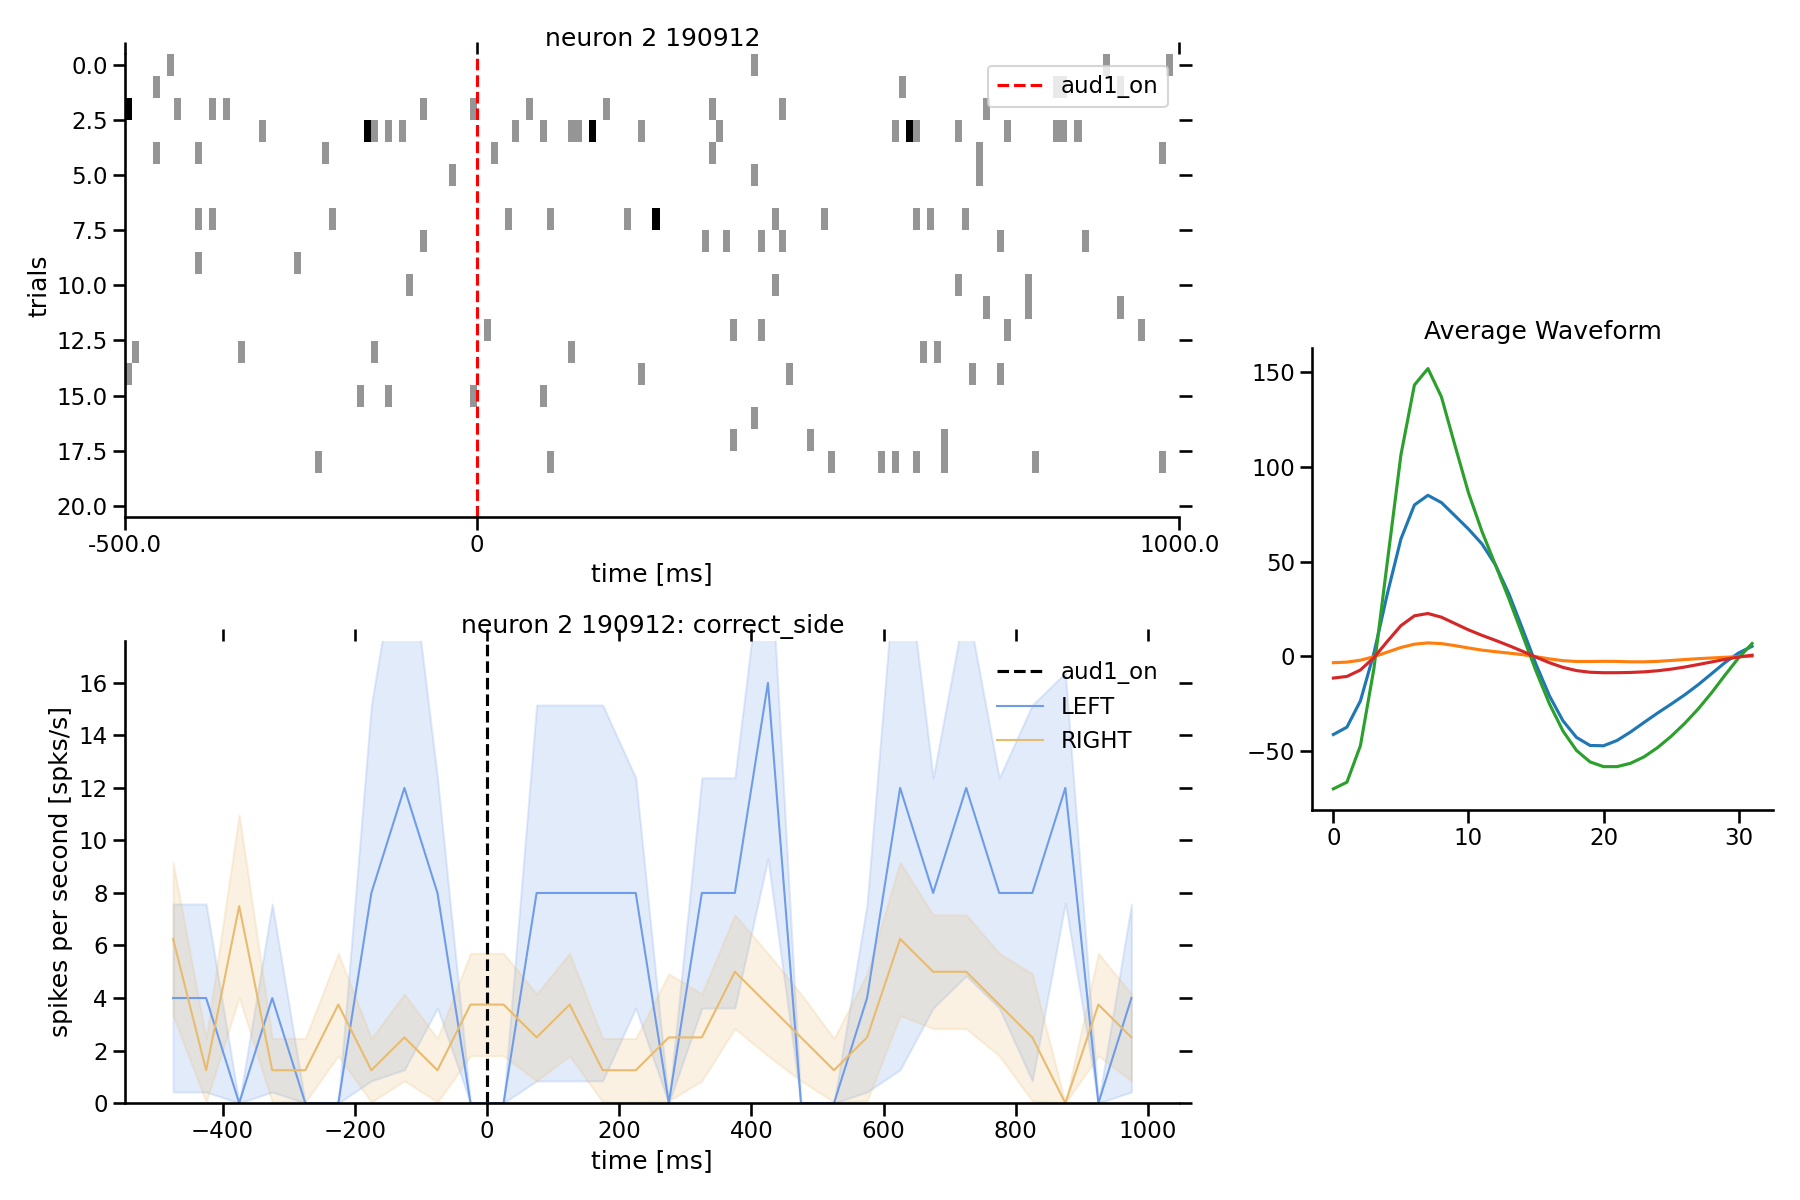 neuron 2 190912
aud1_on
trials
0.0
2.5
5.0
7.5
10.0
12.5
15.0
17.5
20.0
-500.0 0 1000.0
time [ms]
neuron 2 190912: correct_side
aud1_on
LEFT
RIGHT
spikes per second [spks/s]
16
14
12
10
8
6
4
2
0
−400 −200 0 200 400 600 800 1000
time [ms]
Average Waveform
150
100
50
0
−50
0 10 20 30